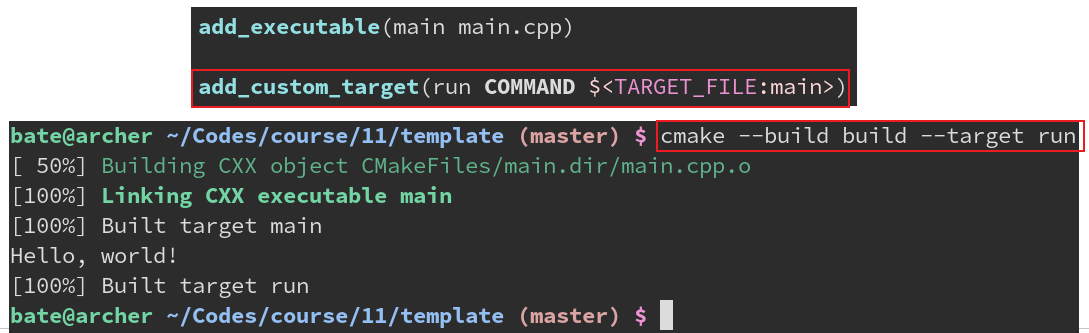 add_executable(main main.cpp)
add_custom_target(run COMMAND $<TARGET_FILE:main>)
bate@archer ~/Codes/course/11/template (master) $ cmake --build build --target run
[ 50%] Building CXX object CMakeFiles/main.dir/main.cpp.o
[100%] Linking CXX executable main
[100%] Built target main
Hello, world!
[100%] Built target run
bate@archer ~/Codes/course/11/template (master) $